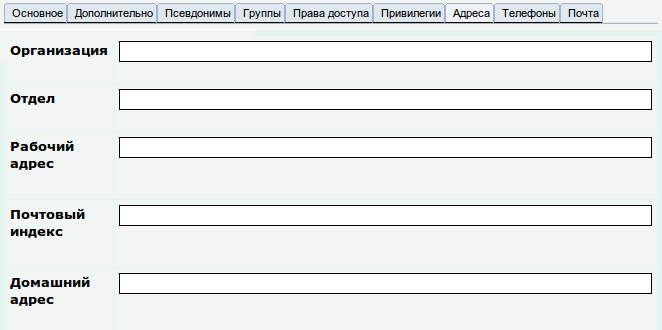 Основное Дополнительно Псевдонимы Группы Права доступа Привилегии Адреса Телефоны Почта
Организация
Отдел
Рабочий
адрес
Почтовый
индекс
Домашний
адрес